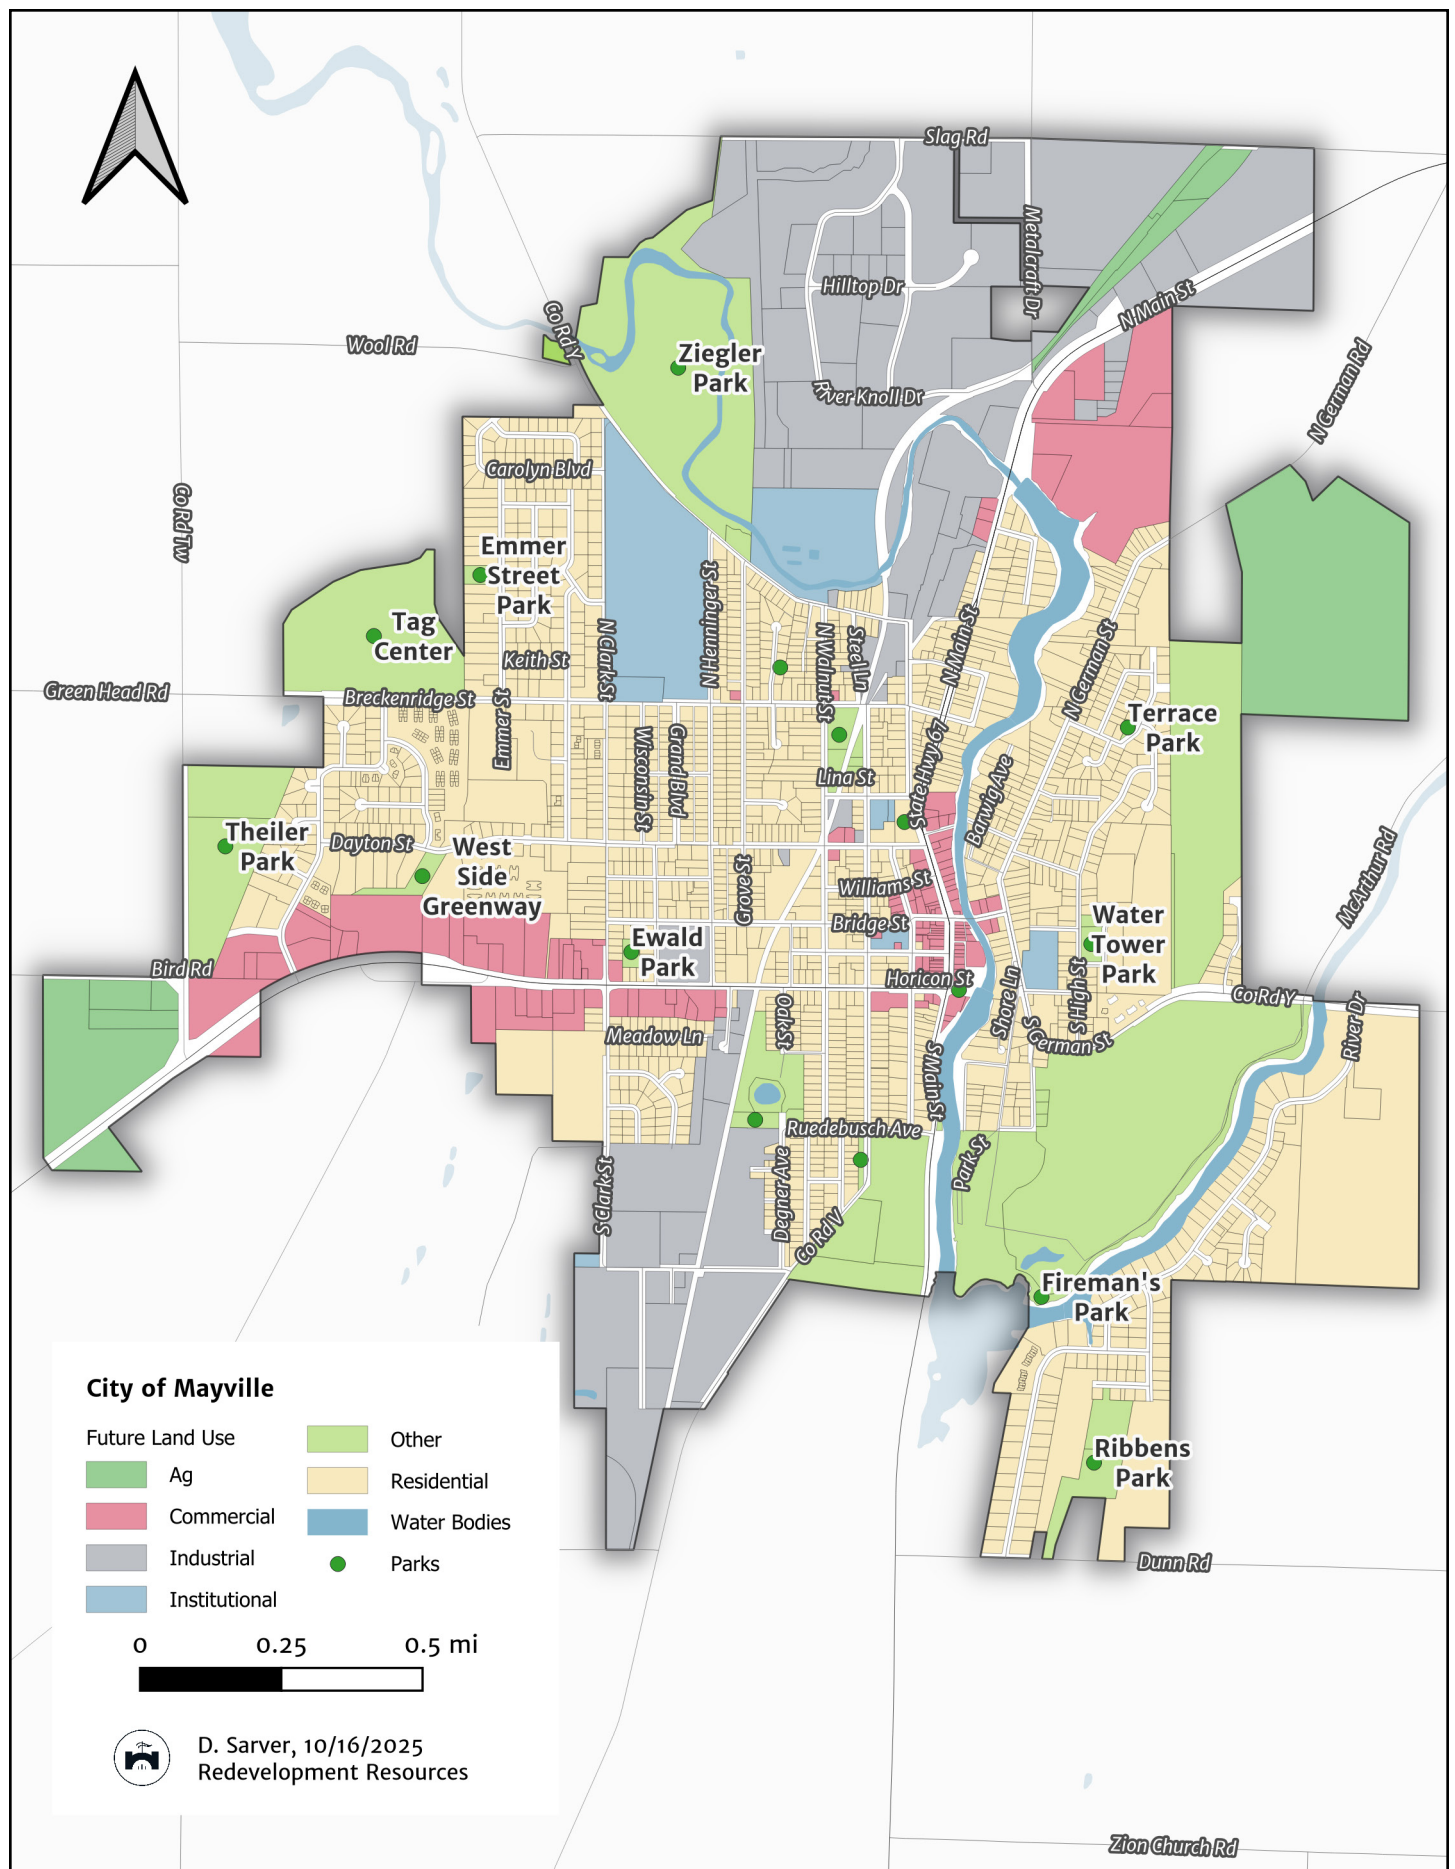 Slag Rd
Metalcraft Dr
Hilltop Dr
N Main St
Co Rd Y
Wool Rd
Ziegler
Park
River Knoll Dr
N German Rd
Carolyn Blvd
Co Rd Tw
Emmer
Street
Park
N Henninger St
Tag
Center
N Clark St
N Walnut St
Steel Ln
N Main St
N German St
Keith St
Green Head Rd
Breckenridge St
Emmer St
Terrace
Park
Wisconsin St
Grand Blvd
State Hwy 67
Lina St
Barwig Ave
Theiler
Park
Dayton St
West
Side
Greenway
McArthur Rd
Grove St
Williams St
Bridge St
Water
Tower
Park
Ewald
Park
Bird Rd
Horicon St
Shore Ln
S High St
Co Rd Y
Oak St
Meadow Ln
S German St
River Dr
S Main St
Ruedebusch Ave
Park St
S Clark St
Degner Ave
Co Rd V
Fireman's
Park
Ribbens
Park
Dunn Rd
Zion Church Rd
City of Mayville
Future Land Use
Ag
Commercial
Industrial
Institutional
Other
Residential
Water Bodies
Parks
0 0.25 0.5 mi
D. Sarver, 10/16/2025
Redevelopment Resources